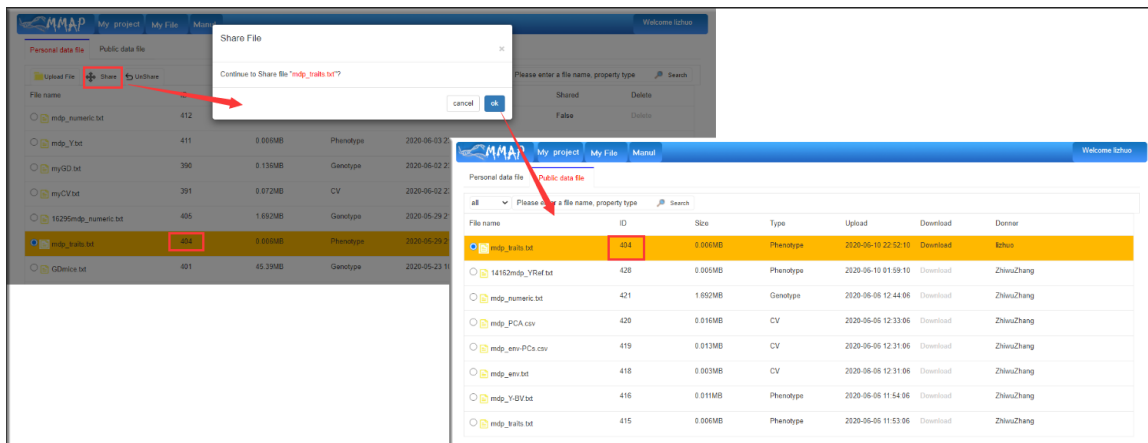 MMAP My project My File Manul Welcome lizhuo
Personal data file Public data file
Share File ×
Continue to Share file "mdp_traits.txt"?
cancel ok
Upload File Share UnShare Please enter a file name, property type Search
File name ID Shared Delete
mdp_numeric.txt 412 False Delete
mdp_Y.txt 411 0.006MB Phenotype 2020-06-03 2
myGD.txt 390 0.136MB Genotype 2020-06-02 2
myCV.txt 391 0.072MB CV 2020-06-02 2
16295mdp_numeric.txt 405 1.692MB Genotype 2020-05-29 2
mdp_traits.txt 404 0.006MB Phenotype 2020-05-29 2
GDmics.txt 401 45.39MB Genotype 2020-05-23 1
MMAP My project My File Manul Welcome lizhuo
Personal data file Public data file
all Please enter a file name, property type Search
File name ID Size Type Upload Download Donner
mdp_traits.txt 404 0.006MB Phenotype 2020-06-10 22:52:10 Download lizhuo
14162mdp_YRef.txt 428 0.005MB Phenotype 2020-06-10 01:59:10 Download ZhiwuZhang
mdp_numeric.txt 421 1.692MB Genotype 2020-06-06 12:44:06 Download ZhiwuZhang
mdp_PCA.csv 420 0.016MB CV 2020-06-06 12:33:06 Download ZhiwuZhang
mdp_env-PCs.csv 419 0.013MB CV 2020-06-06 12:31:06 Download ZhiwuZhang
mdp_env.txt 418 0.003MB CV 2020-06-06 12:31:06 Download ZhiwuZhang
mdp_Y-BV.txt 416 0.011MB Phenotype 2020-06-06 11:54:06 Download ZhiwuZhang
mdp_traits.txt 415 0.006MB Phenotype 2020-06-06 11:53:06 Download ZhiwuZhang